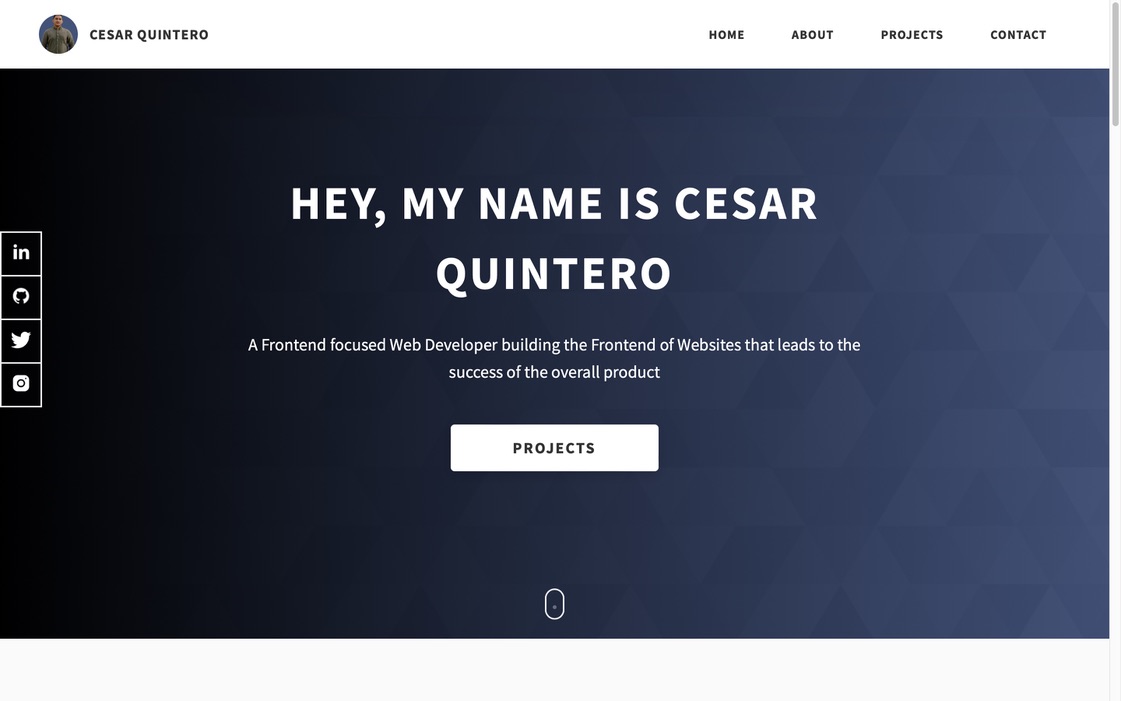 CESAR QUINTERO
HOME ABOUT PROJECTS CONTACT
HEY, MY NAME IS CESAR
QUINTERO
A Frontend focused Web Developer building the Frontend of Websites that leads to the
success of the overall product
PROJECTS
in